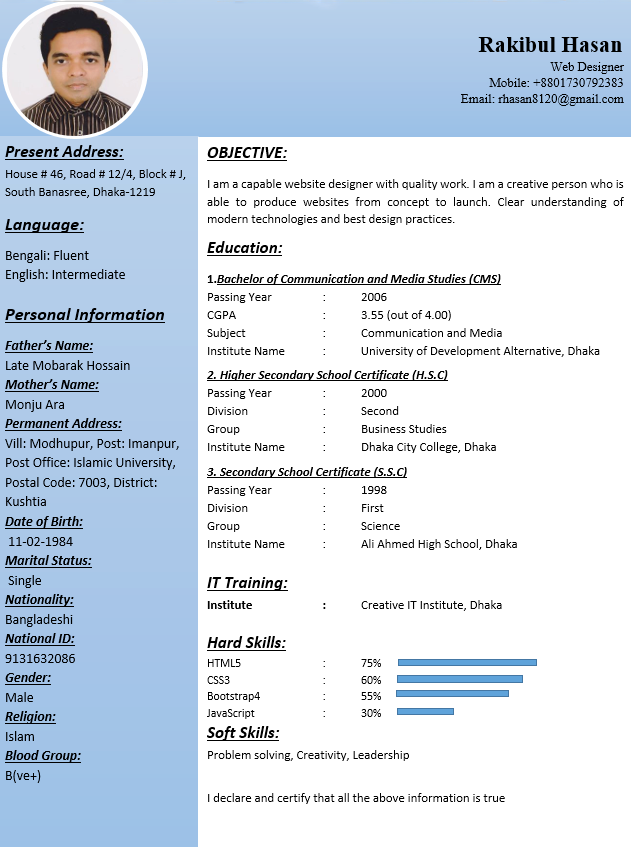 Rakibul Hasan
Web Designer
Mobile: +8801730792383
Email: rhasan8120@gmail.com
Present Address:
House # 46, Road # 12/4, Block # J,
South Banasree, Dhaka-1219
Language:
Bengali: Fluent
English: Intermediate
Personal Information
Father's Name:
Late Mobarak Hossain
Mother's Name:
Monju Ara
Permanent Address:
Vill: Modhupur, Post: Imanpur,
Post Office: Islamic University,
Postal Code: 7003, District:
Kushtia
Date of Birth:
11-02-1984
Marital Status:
Single
Nationality:
Bangladeshi
National ID:
9131632086
Gender:
Male
Religion:
Islam
Blood Group:
B(ve+)
OBJECTIVE:
I am a capable website designer with quality work. I am a creative person who is
able to produce websites from concept to launch. Clear understanding of
modern technologies and best design practices.
Education:
1.Bachelor of Communication and Media Studies (CMS)
Passing Year : 2006
CGPA : 3.55 (out of 4.00)
Subject : Communication and Media
Institute Name : University of Development Alternative, Dhaka
2. Higher Secondary School Certificate (H.S.C)
Passing Year : 2000
Division : Second
Group : Business Studies
Institute Name : Dhaka City College, Dhaka
3. Secondary School Certificate (S.S.C)
Passing Year : 1998
Division : First
Group : Science
Institute Name : Ali Ahmed High School, Dhaka
IT Training:
Institute : Creative IT Institute, Dhaka
Hard Skills:
HTML5 : 75%
CSS3 : 60%
Bootstrap4 : 55%
JavaScript : 30%
Soft Skills:
Problem solving, Creativity, Leadership
I declare and certify that all the above information is true